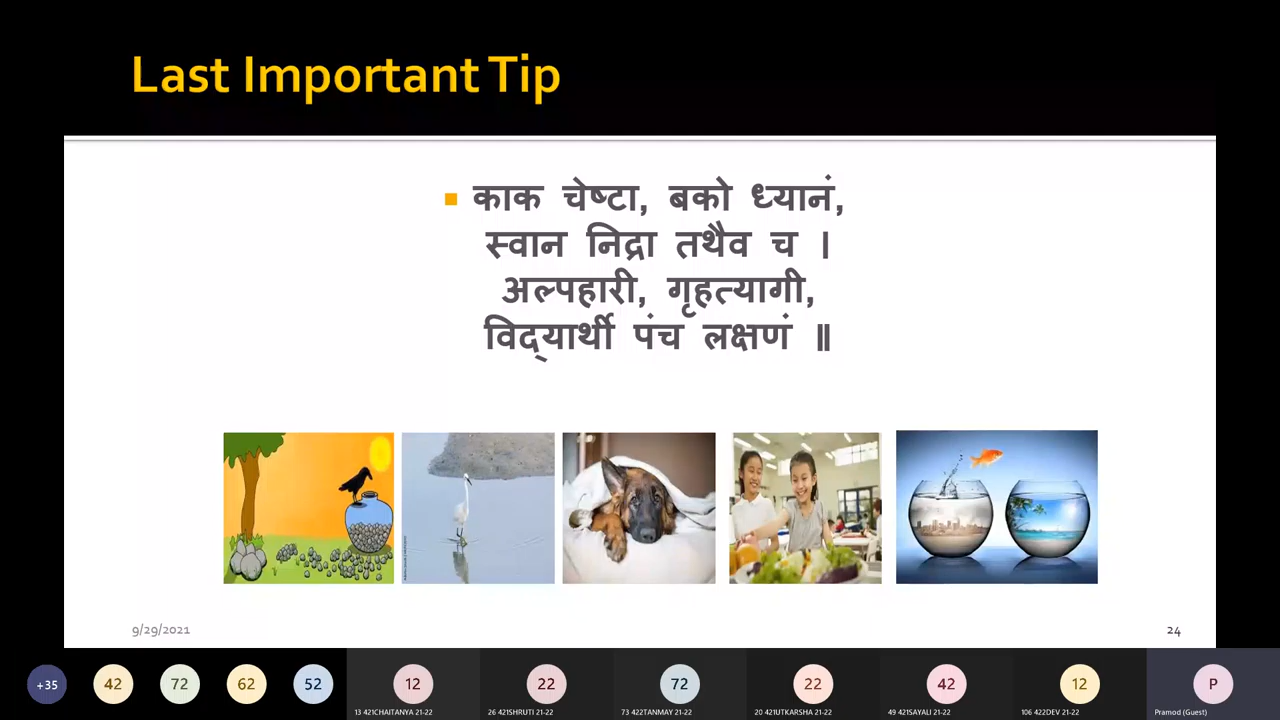 Last Important Tip
काक चेष्टा, बको ध्यानं,
स्वान निद्रा तथैव च |
अल्पहारी, गृहत्यागी,
विद्यार्थी पंच लक्षणं ॥
9/29/2021
24
+35
42
72
62
52
12
22
72
22
42
12
P
13 421CHAITANYA 21-22
26 421SHRUTI 21-22
73 422TANMAY 21-22
20 421UTKARSHA 21-22
49 421SAYALI 21-22
106 422DEV 21-22
Pramod (Guest)